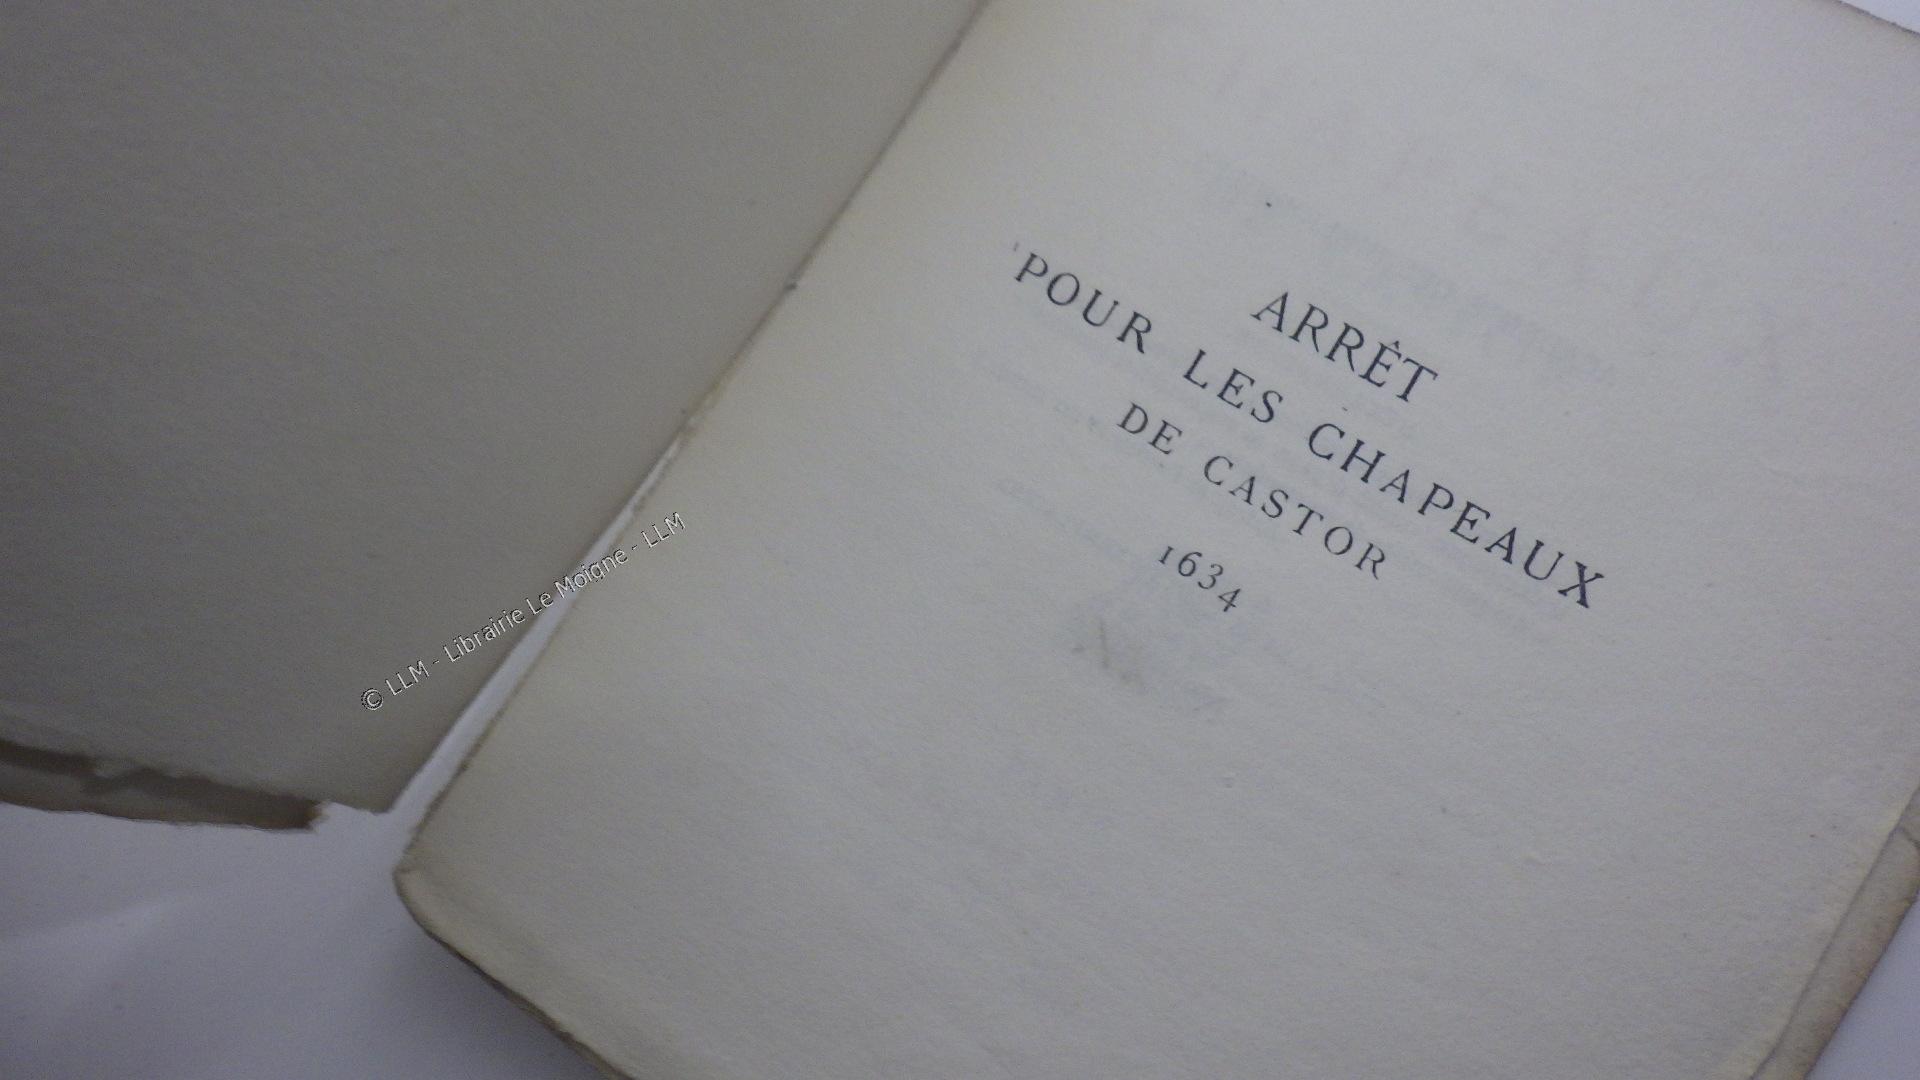 ARRÊT
POUR LES CHAPEAUX
DE CASTOR
1634
© LLM - Librairie Le Moigne - LLM